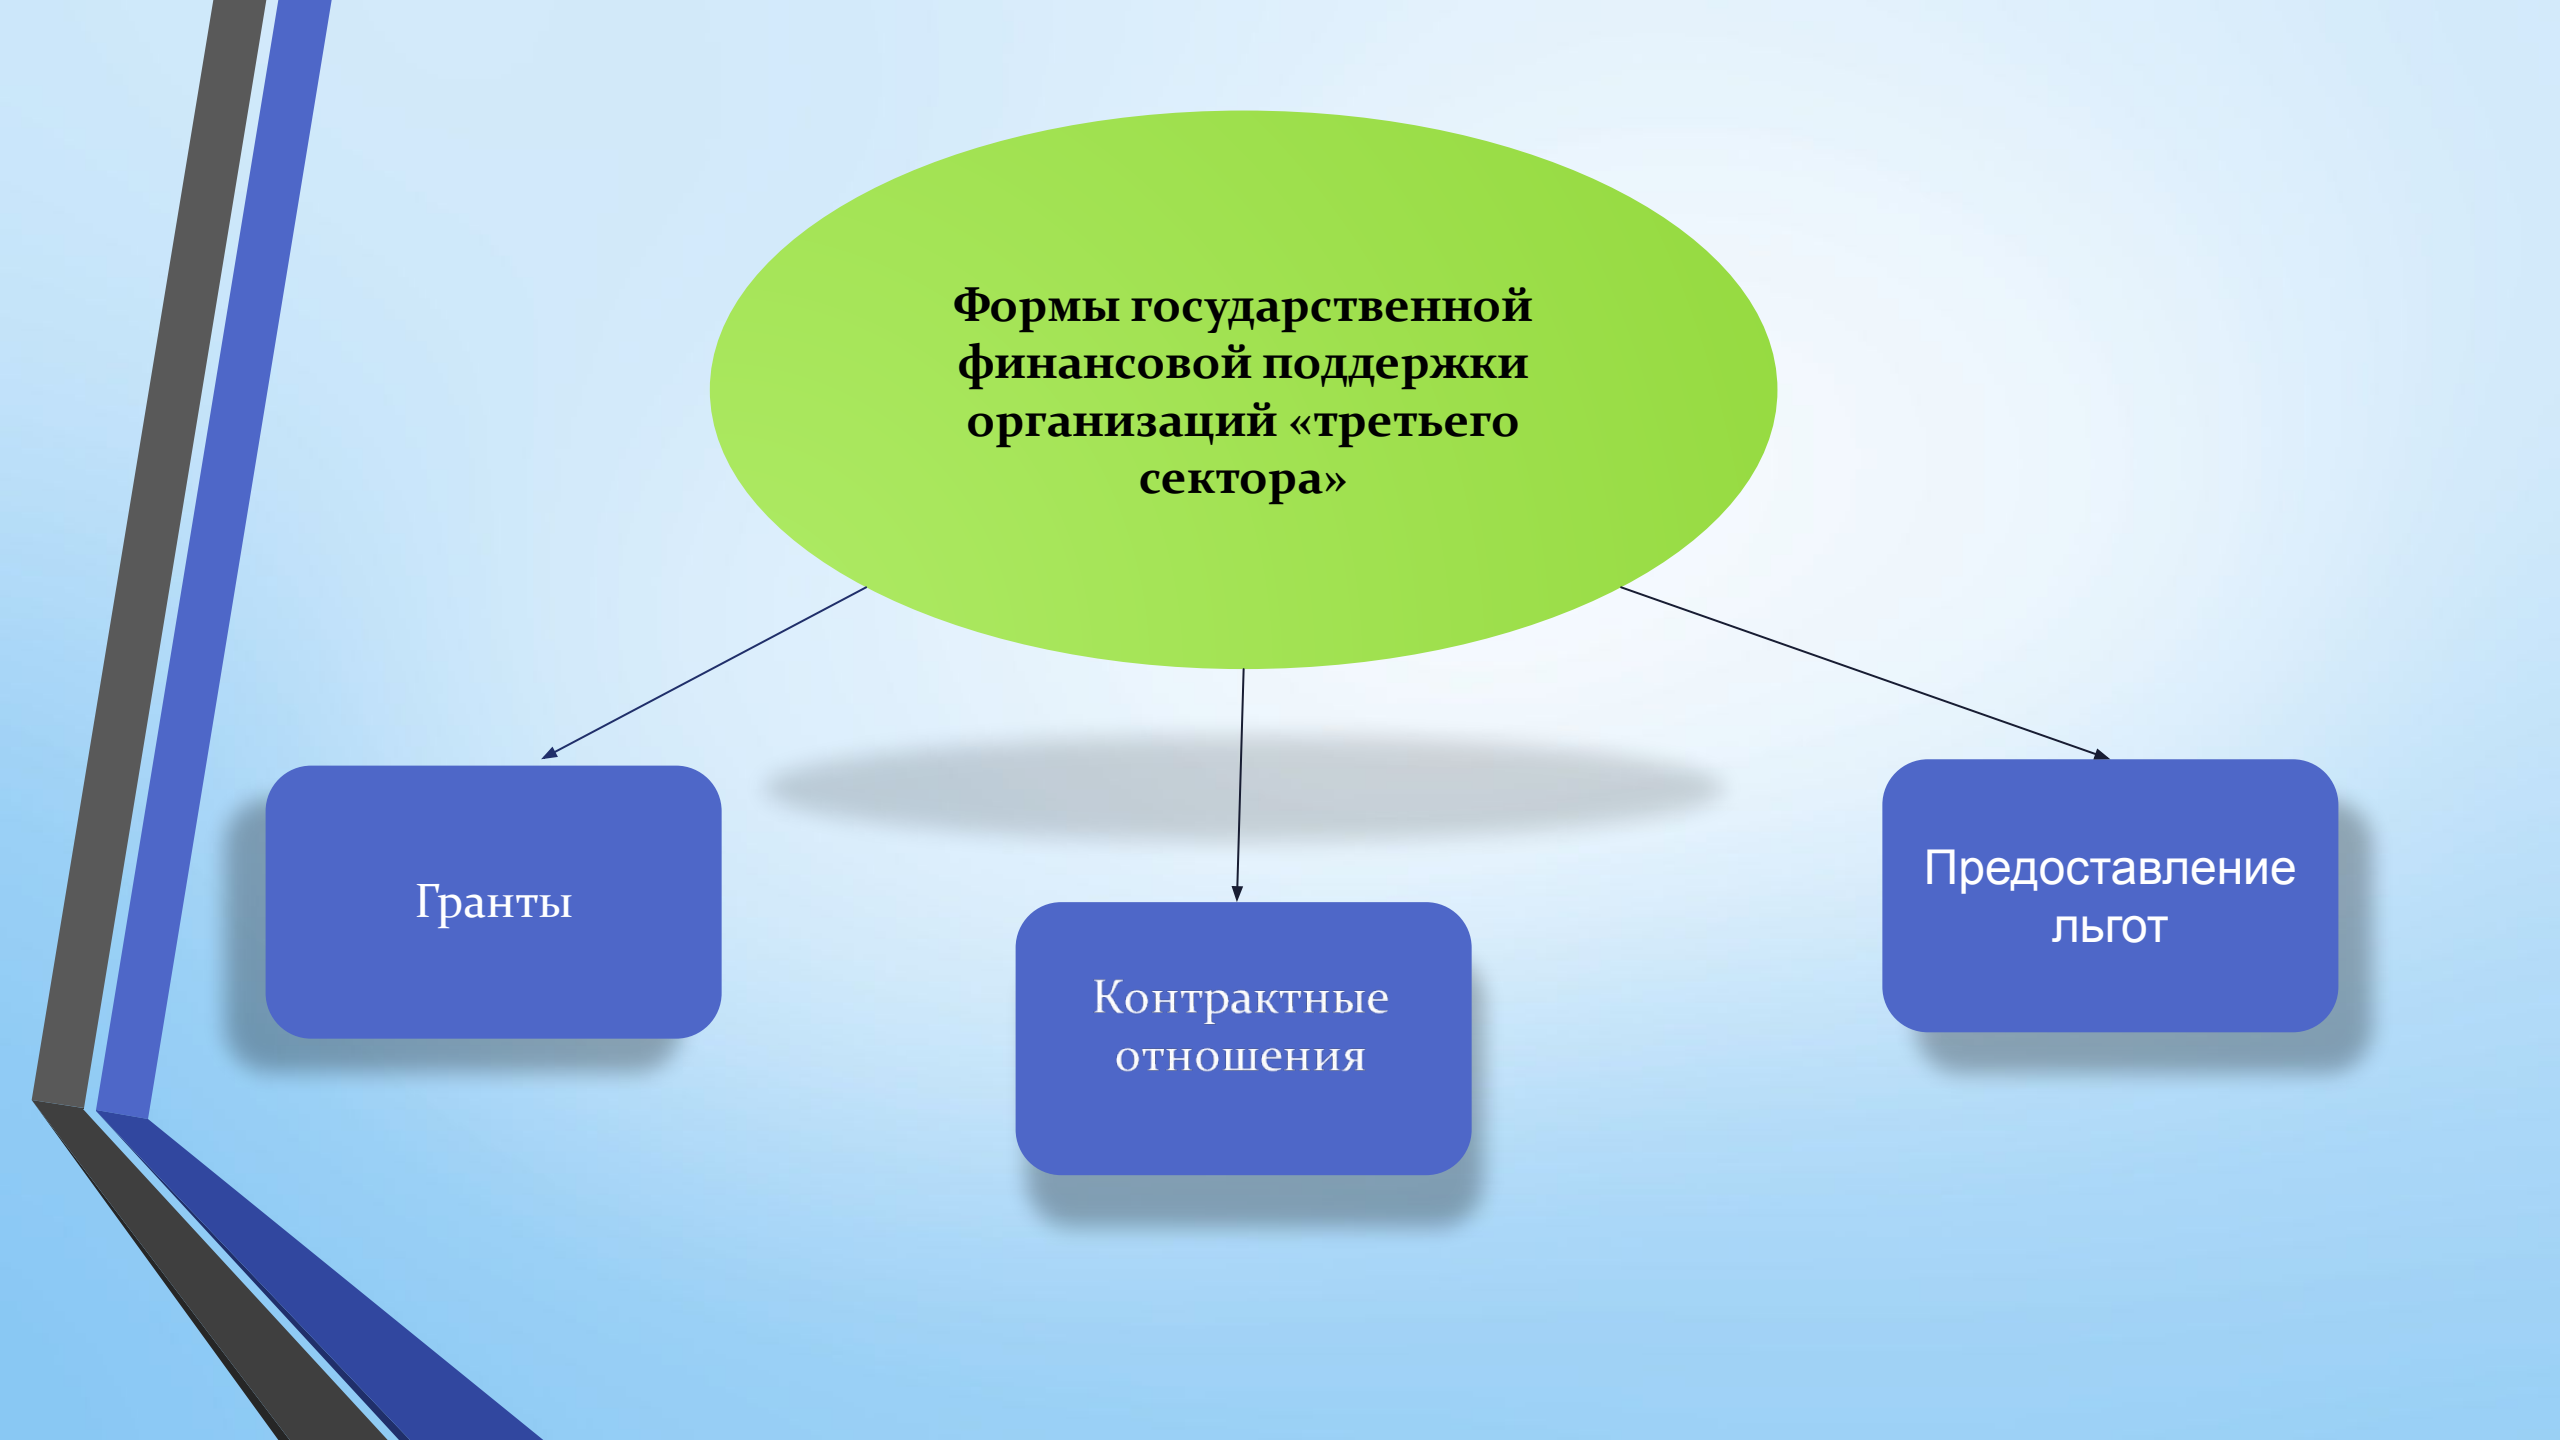 Формы государственной
финансовой поддержки
организаций «третьего
сектора»
Гранты
Контрактные
отношения
Предоставление
льгот